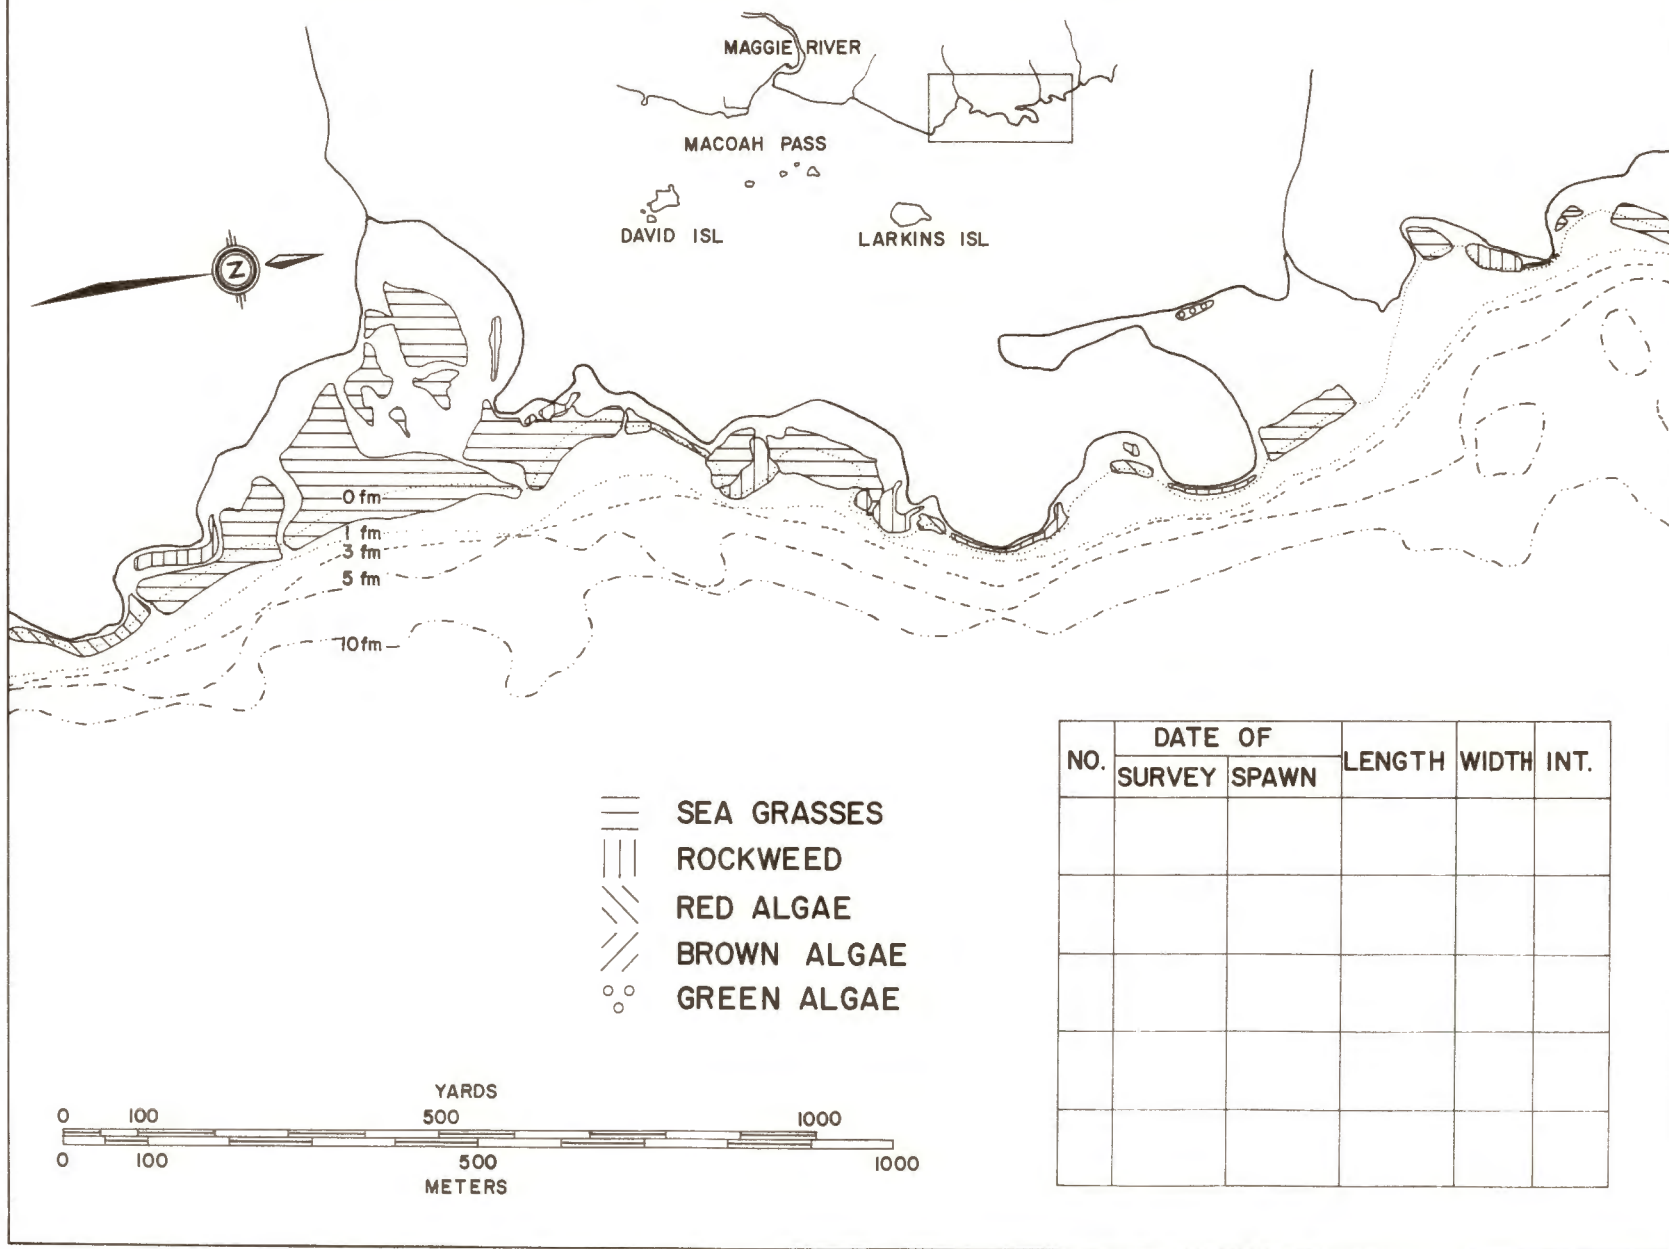 MAGGIE RIVER
MACOAH PASS
DAVID ISL
LARKINS ISL
N
0 fm
1 fm
3 fm
5 fm
10 fm
SEA GRASSES
ROCKWEED
RED ALGAE
BROWN ALGAE
GREEN ALGAE
NO. DATE OF LENGTH WIDTH INT.
SURVEY SPAWN
YARDS
0 100 500 1000
0 100 500 1000
METERS